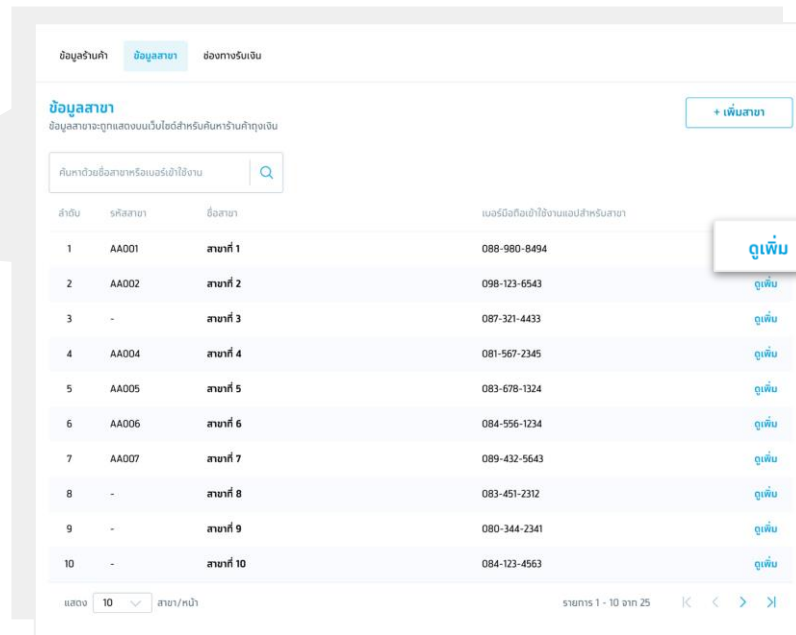 ข้อมูลร้านค้า ข้อมูลสาขา ช่องทางรับเงิน
ข้อมูลสาขา
ข้อมูลสาขาจะถูกแสดงบนเว็บไซต์สำหรับค้นหาร้านค้าถุงเงิน
+ เพิ่มสาขา
ค้นหาด้วยชื่อสาขาหรือเบอร์เข้าใช้งาน
ลำดับ รหัสสาขา ชื่อสาขา เบอร์มือถือเข้าใช้งานแอปสำหรับสาขา
1 AA001 สาขาที่ 1 088-980-8494 ดูเพิ่ม
2 AA002 สาขาที่ 2 098-123-6543 ดูเพิ่ม
3 - สาขาที่ 3 087-321-4433 ดูเพิ่ม
4 AA004 สาขาที่ 4 081-567-2345 ดูเพิ่ม
5 AA005 สาขาที่ 5 083-678-1324 ดูเพิ่ม
6 AA006 สาขาที่ 6 084-556-1234 ดูเพิ่ม
7 AA007 สาขาที่ 7 089-432-5643 ดูเพิ่ม
8 - สาขาที่ 8 083-451-2312 ดูเพิ่ม
9 - สาขาที่ 9 080-344-2341 ดูเพิ่ม
10 - สาขาที่ 10 084-123-4563 ดูเพิ่ม
แสดง 10 สาขา/หน้า รายการ 1 - 10 จาก 25